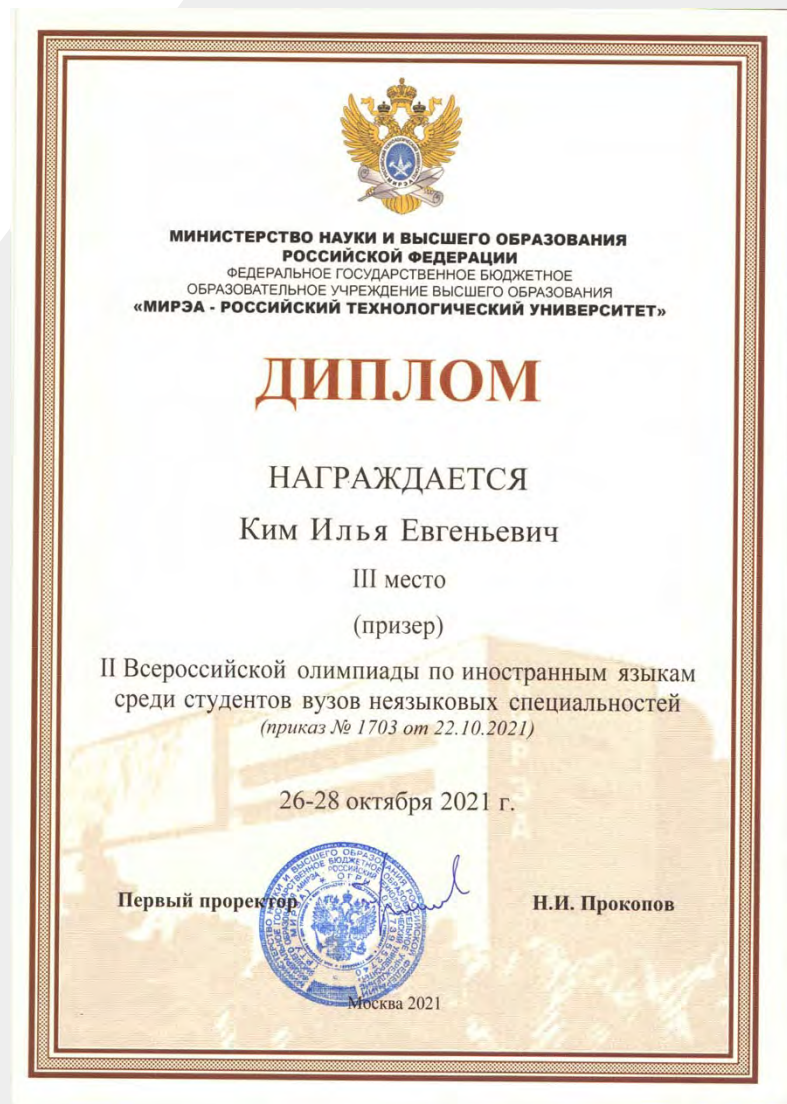 МИНИСТЕРСТВО НАУКИ И ВЫСШЕГО ОБРАЗОВАНИЯ
РОССИЙСКОЙ ФЕДЕРАЦИИ
ФЕДЕРАЛЬНОЕ ГОСУДАРСТВЕННОЕ БЮДЖЕТНОЕ
ОБРАЗОВАТЕЛЬНОЕ УЧРЕЖДЕНИЕ ВЫСШЕГО ОБРАЗОВАНИЯ
«МИРЭА - РОССИЙСКИЙ ТЕХНОЛОГИЧЕСКИЙ УНИВЕРСИТЕТ»
ДИПЛОМ
НАГРАЖДАЕТСЯ
Ким Илья Евгеньевич
III место
(призер)
II Всероссийской олимпиады по иностранным языкам
среди студентов вузов неязыковых специальностей
(приказ № 1703 от 22.10.2021)
26-28 октября 2021 г.
Первый проректор
Н.И. Прокопов
Москва 2021